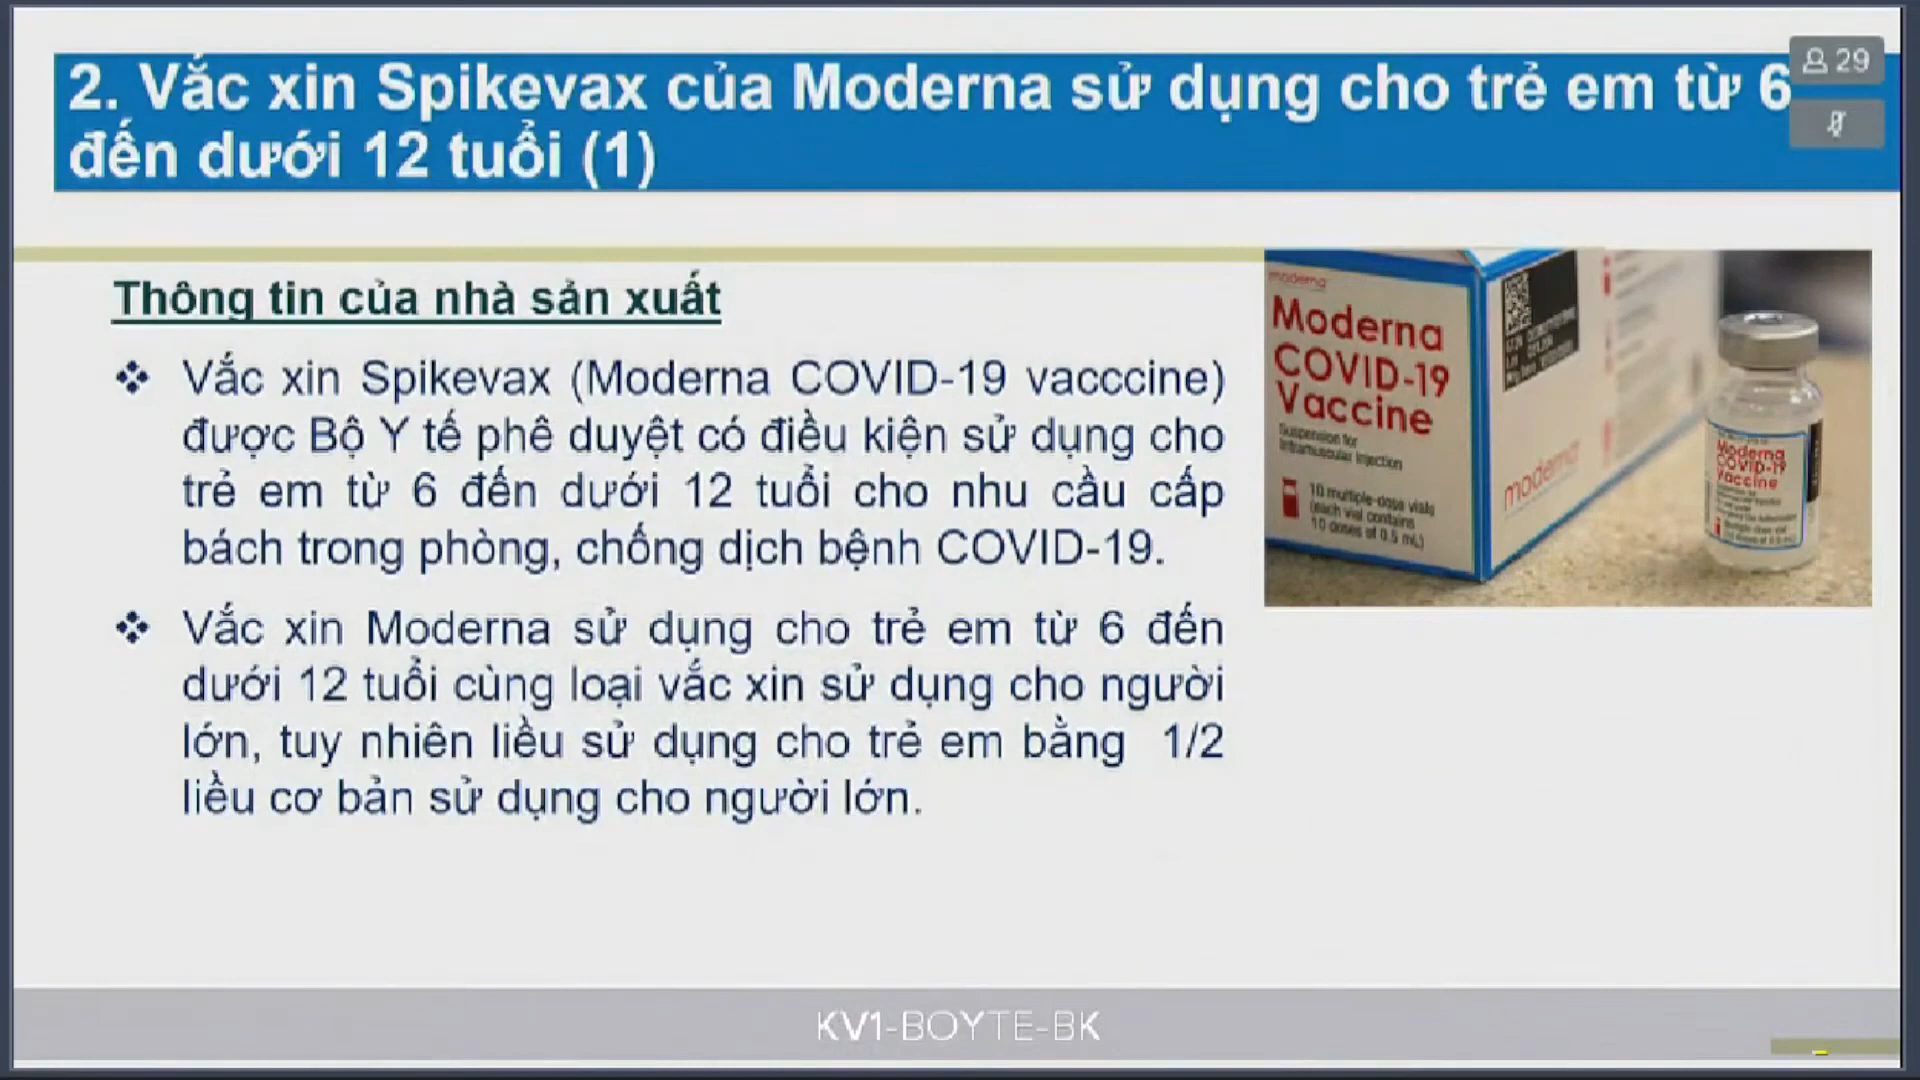 2. Vắc xin Spikevax của Moderna sử dụng cho trẻ em từ 6
đến dưới 12 tuổi (1)
29
Thông tin của nhà sản xuất
❖ Vắc xin Spikevax (Moderna COVID-19 vacccine)
được Bộ Y tế phê duyệt có điều kiện sử dụng cho
trẻ em từ 6 đến dưới 12 tuổi cho nhu cầu cấp
bách trong phòng, chống dịch bệnh COVID-19.
❖ Vắc xin Moderna sử dụng cho trẻ em từ 6 đến
dưới 12 tuổi cùng loại vắc xin sử dụng cho người
lớn, tuy nhiên liều sử dụng cho trẻ em bằng 1/2
liều cơ bản sử dụng cho người lớn.
moderna
Moderna
COVID-19
Vaccine
Suspension for
Intramuscular Injection
10 multiple-dose vials
(each vial contains
10 doses of 0.5 mL)
moderna
Moderna
COVID-19
Vaccine
KV1-BOYTE-BK